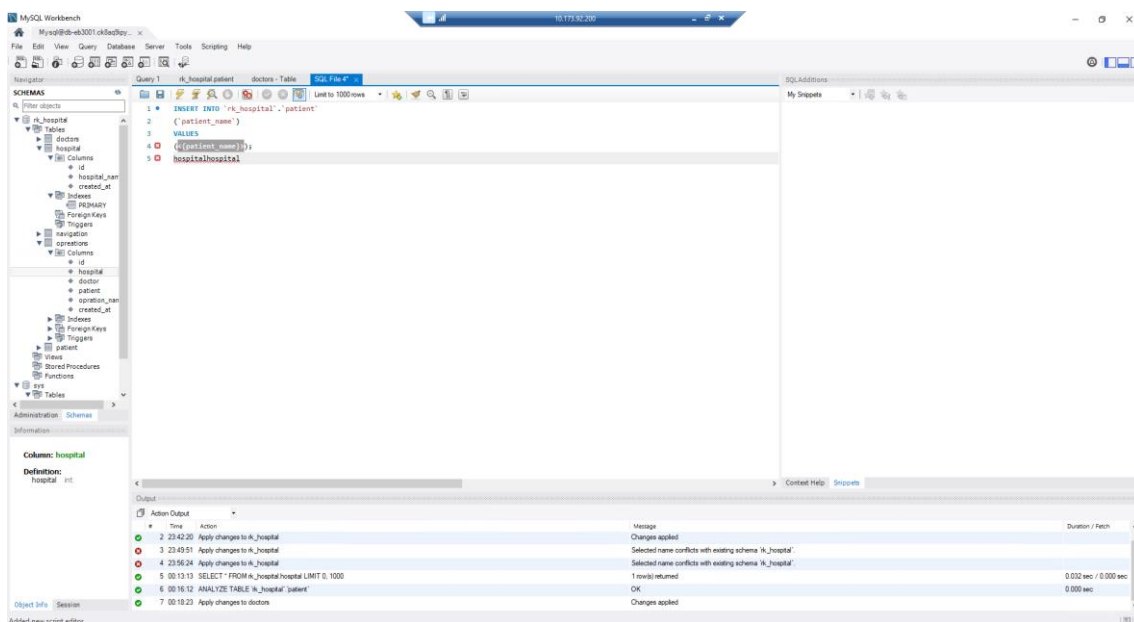 MySQL Workbench
10.173.92.200
Mysql@db-eb3001.ck8aq9ipy...
File Edit View Query Database Server Tools Scripting Help
Navigator
Query 1 rk_hospital.patient doctors - Table SQL File 4*
SQL Additions
SCHEMAS
Filter objects
Limit to 1000 rows
My Snippets
rk_hospital
Tables
doctors
hospital
Columns
id
hospital_nam
created_at
Indexes
PRIMARY
Foreign Keys
Triggers
navigation
opreations
Columns
id
hospital
doctor
patient
opration_nan
created_at
Indexes
Foreign Keys
Triggers
patient
Views
Stored Procedures
Functions
sys
Tables
1 INSERT INTO `rk_hospital`.`patient`
2 (`patient_name`)
3 VALUES
4 (<{patient_name}>);
5 hospitalhospital
Administration Schemas
Information
Column: hospital
Definition:
hospital int
Object Info Session
Context Help Snippets
Output
Action Output
# Time Action Message Duration / Fetch
2 23:42:20 Apply changes to rk_hospital Changes applied
3 23:49:51 Apply changes to rk_hospital Selected name conflicts with existing schema 'rk_hospital'.
4 23:56:24 Apply changes to rk_hospital Selected name conflicts with existing schema 'rk_hospital'.
5 00:13:13 SELECT * FROM rk_hospital.hospital LIMIT 0, 1000 1 row(s) returned 0.032 sec / 0.000 sec
6 00:16:12 ANALYZE TABLE `rk_hospital`.`patient` OK 0.000 sec
7 00:18:23 Apply changes to doctors Changes applied
Added new script editor